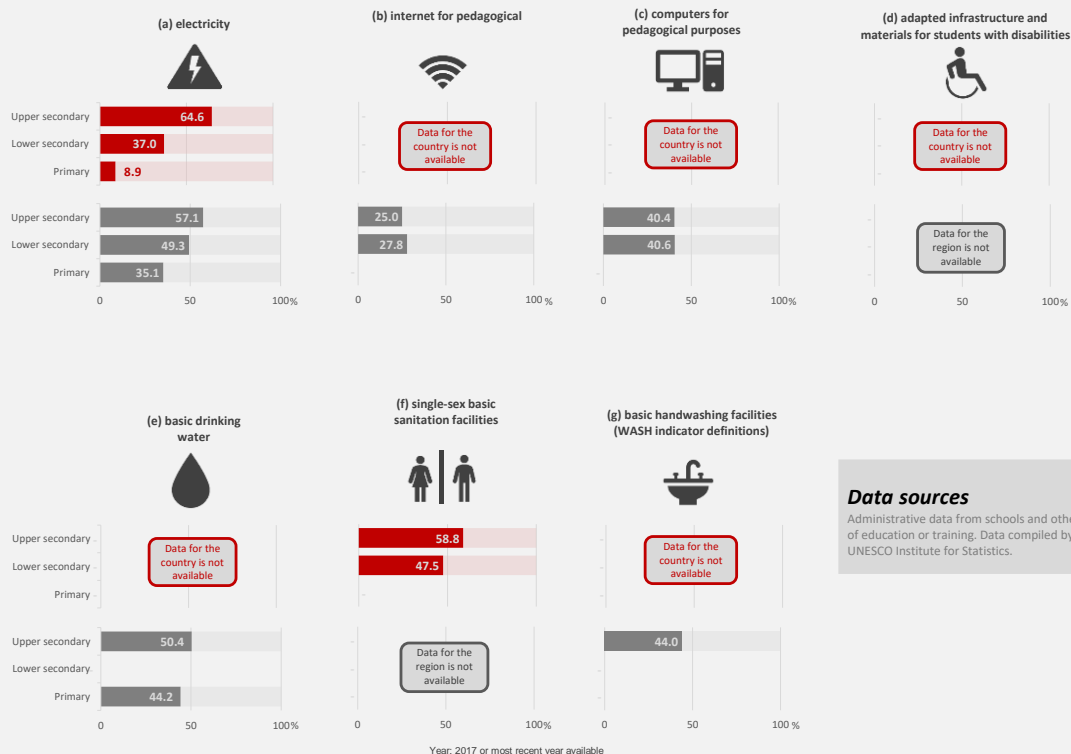 (a) electricity
(b) internet for pedagogical
(c) computers for
pedagogical purposes
(d) adapted infrastructure and
materials for students with disabilities
Upper secondary
64.6
Lower secondary
37.0
Primary
8.9
Data for the
country is not
available
Data for the
country is not
available
Data for the
country is not
available
Upper secondary
57.1
Lower secondary
49.3
Primary
35.1
0 50 100%
25.0
27.8
0 50 100 %
40.4
40.6
0 50 100 %
Data for the
region is not
available
0 50 100 %
(e) basic drinking
water
(f) single-sex basic
sanitation facilities
(g) basic handwashing facilities
(WASH indicator definitions)
Upper secondary
Lower secondary
Primary
Data for the
country is not
available
58.8
47.5
Data for the
country is not
available
Upper secondary
50.4
Lower secondary
Primary
44.2
0 50 100%
Data for the
region is not
available
0 50 100 %
44.0
0 50 100 %
Data sources
Administrative data from schools and othe
of education or training. Data compiled by
UNESCO Institute for Statistics.
Year: 2017 or most recent year available